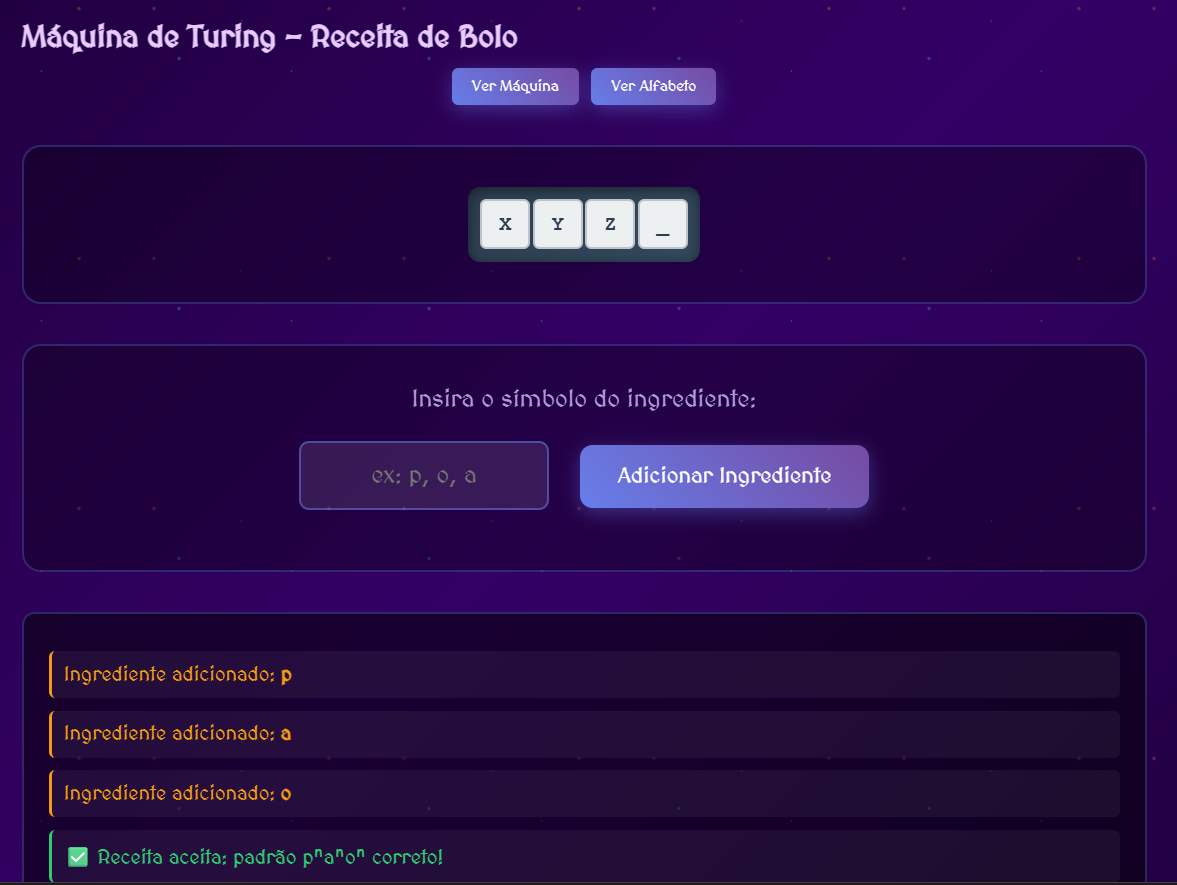 Máquina de Turing – Receita de Bolo
Ver Máquina Ver Alfabeto
X Y Z _
Insira o símbolo do ingrediente:
ex: p, o, a Adicionar Ingrediente
Ingrediente adicionado: p
Ingrediente adicionado: a
Ingrediente adicionado: o
✅ Receita aceita: padrão pⁿaⁿoⁿ correto!